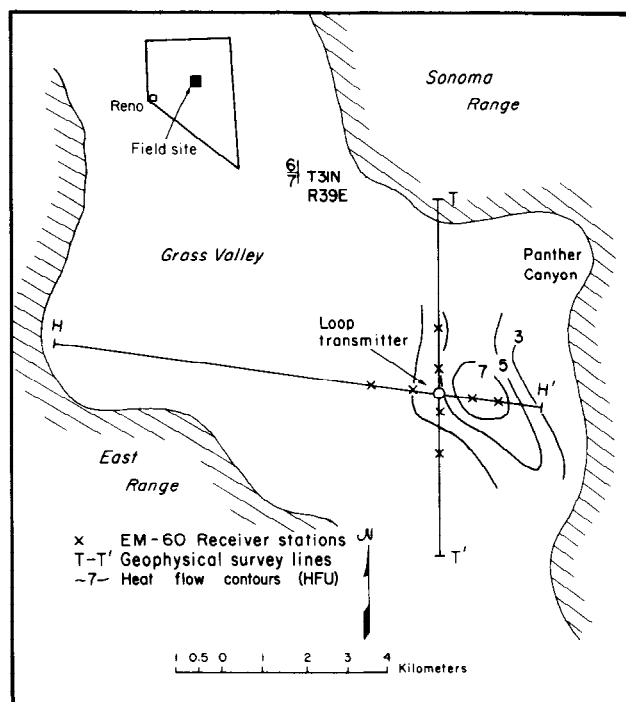 Sonoma
Range
Reno
Field site
6
7
T31N
R39E
T
Grass Valley
Panther
Canyon
H
Loop
transmitter
3
5
7
H'
East
Range
x EM-60 Receiver stations
T-T' Geophysical survey lines
~7~ Heat flow contours (HFU)
N
T'
1 0.5 0 1 2 3 4
Kilometers